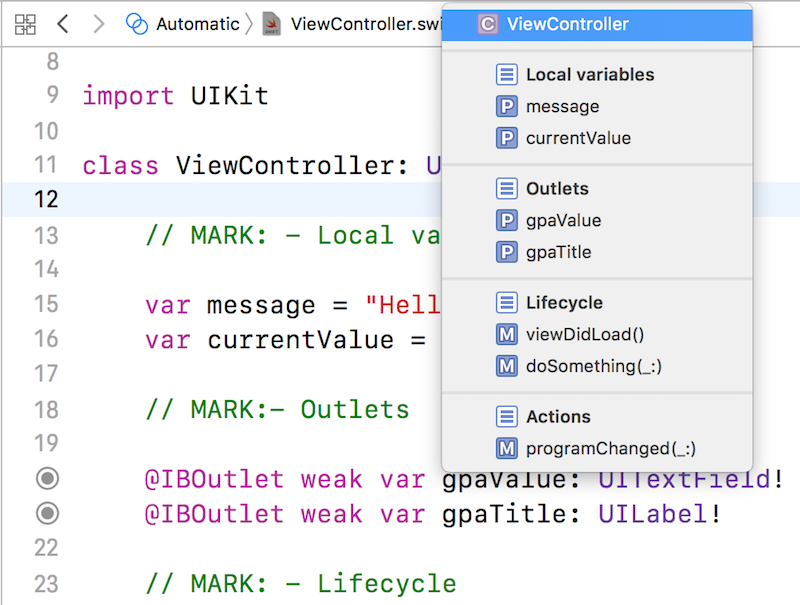 Automatic ViewController.swi
8
9 import UIKit
10
11 class ViewController: U
12
13 // MARK: - Local va
14
15 var message = "Hell
16 var currentValue =
17
18 // MARK:- Outlets
19
@IBOutlet weak var gpaValue: UITextField!
@IBOutlet weak var gpaTitle: UILabel!
22
23 // MARK: - Lifecycle
C ViewController
Local variables
P message
P currentValue
Outlets
P gpaValue
P gpaTitle
Lifecycle
M viewDidLoad()
M doSomething(_:)
Actions
M programChanged(_:)